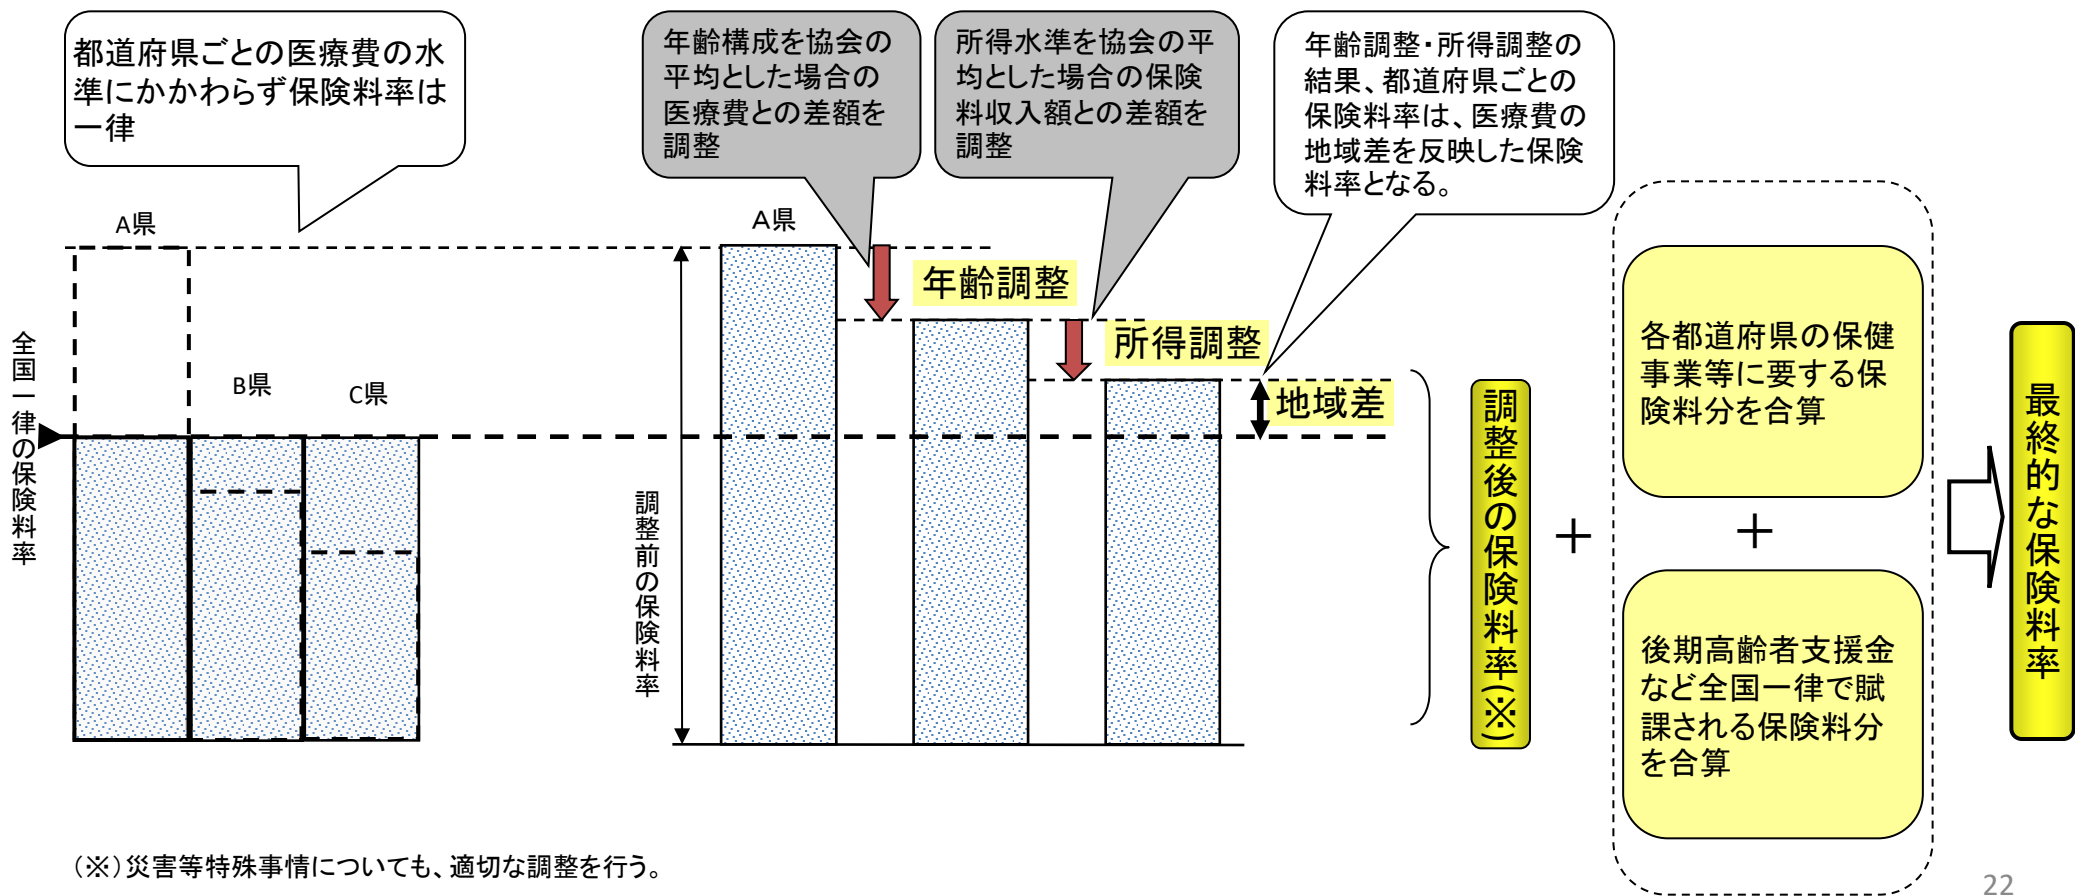 都道府県ごとの医療費の水
準にかかわらず保険料率は
一律
年齢構成を協会の
平均とした場合の
医療費との差額を
調整
所得水準を協会の平
均とした場合の保険
料収入額との差額を
調整
年齢調整・所得調整の
結果、都道府県ごとの
保険料率は、医療費の
地域差を反映した保険
料率となる。
A県
B県
C県
全国一律の保険料率
A県
調整前の保険料率
年齢調整
所得調整
地域差
調整後の保険料率(※)
+
各都道府県の保健
事業等に要する保
険料分を合算
+
後期高齢者支援金
など全国一律で賦
課される保険料分
を合算
最終的な保険料率
(※)災害等特殊事情についても、適切な調整を行う。
22